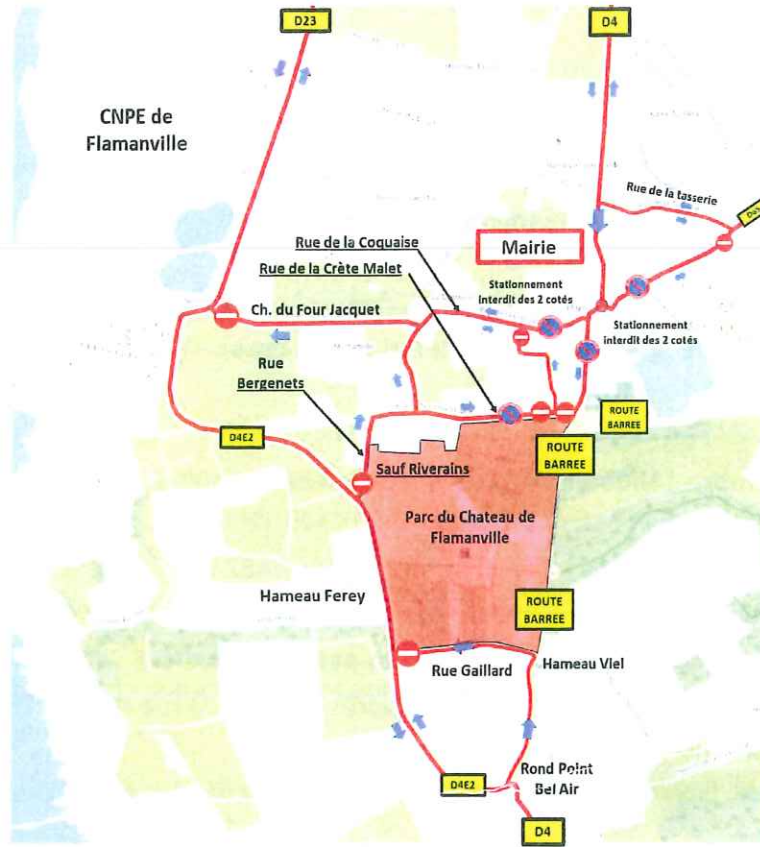 D23
D4
CNPE de
Flamanville
Rue de la tasserie
Rue de la Coquaise
Mairie
Rue de la Crète Malet
Stationnement
interdit des 2 cotés
Ch. du Four Jacquet
Stationnement
interdit des 2 cotés
Rue
Bergenets
ROUTE
BARREE
D4E2
ROUTE
BARREE
Sauf Riverains
Parc du Chateau de
Flamanville
Hameau Ferey
ROUTE
BARREE
Rue Gaillard
Hameau Viel
Rond Point
Bel Air
D4E2
D4